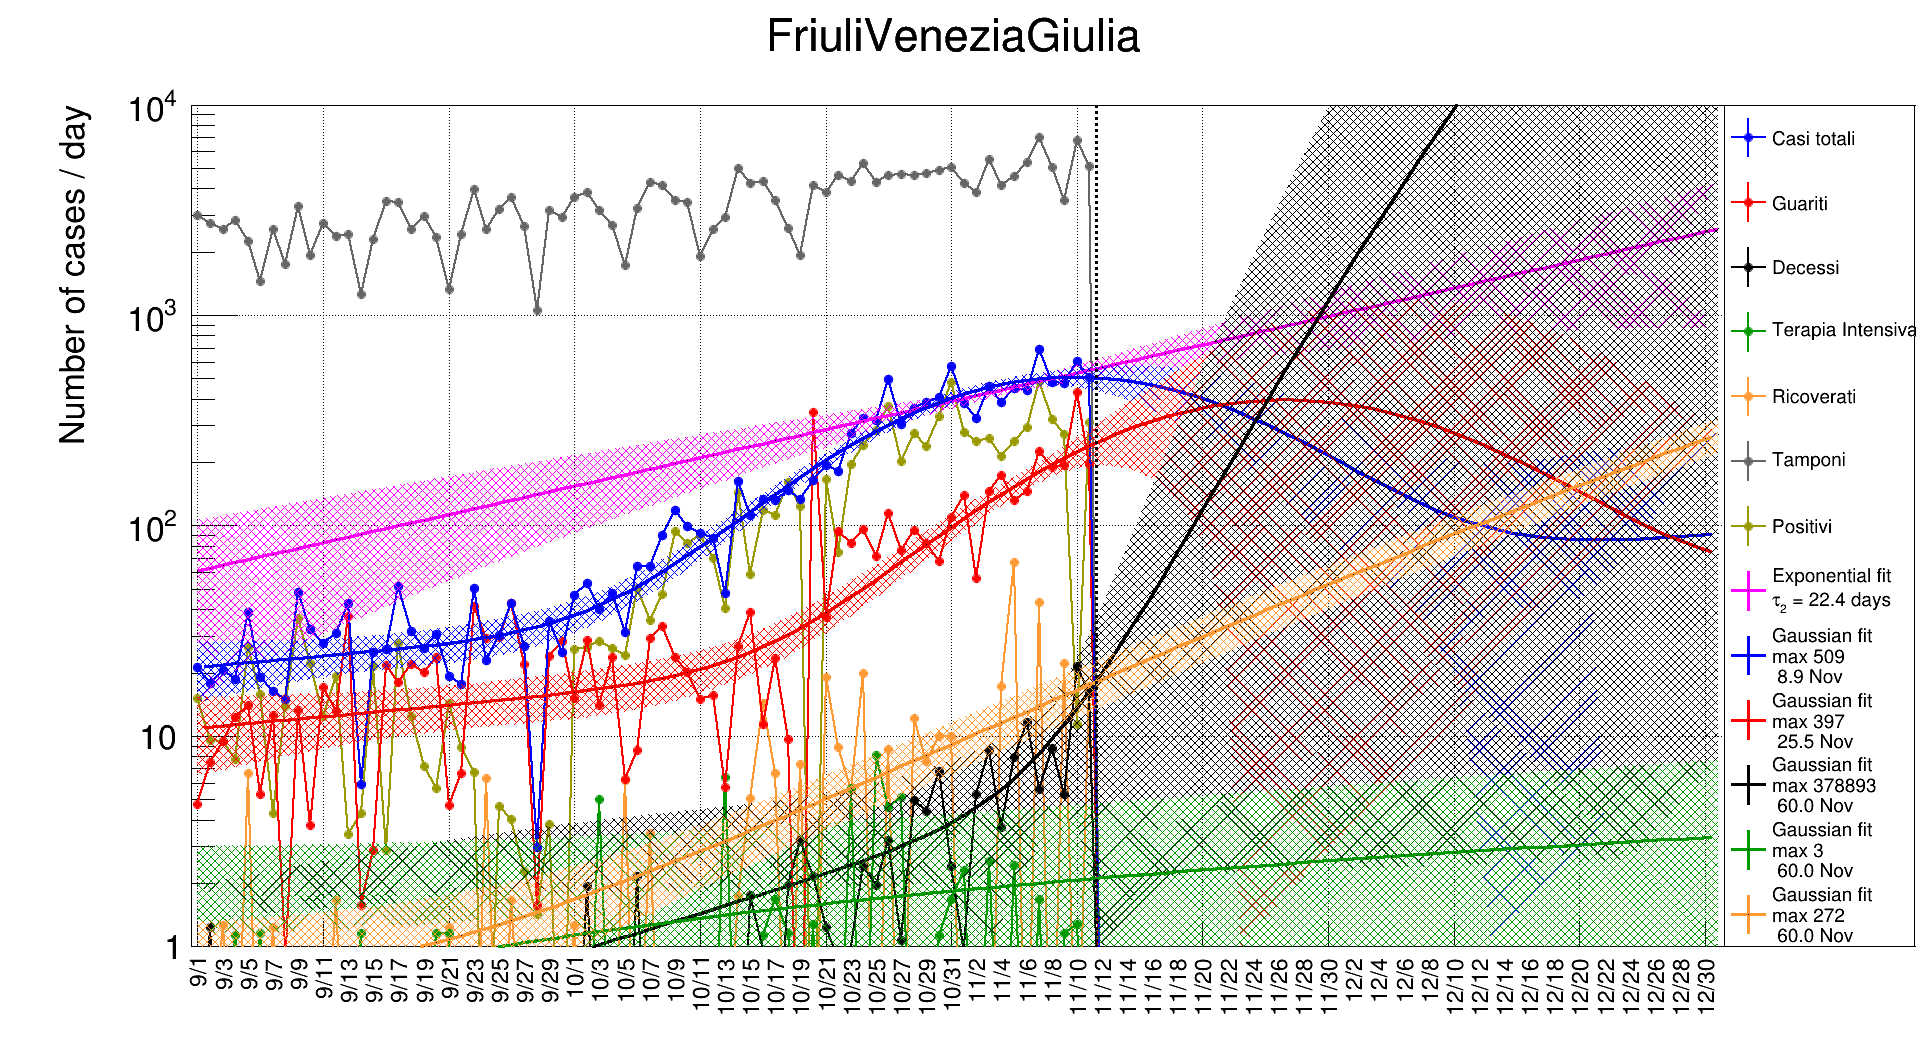 FriuliVeneziaGiulia
Number of cases / day
10^4
10^3
10^2
10
1
9/1 9/3 9/5 9/7 9/9 9/11 9/13 9/15 9/17 9/19 9/21 9/23 9/25 9/27 9/29 10/1 10/3 10/5 10/7 10/9 10/11 10/13 10/15 10/17 10/19 10/21 10/23 10/25 10/27 10/29 10/31 11/2 11/4 11/6 11/8 11/10 11/12 11/14 11/16 11/18 11/20 11/22 11/24 11/26 11/28 11/30 12/2 12/4 12/6 12/8 12/10 12/12 12/14 12/16 12/18 12/20 12/22 12/24 12/26 12/28 12/30
Casi totali
Guariti
Decessi
Terapia Intensiva
Ricoverati
Tamponi
Positivi
Exponential fit
τ₂ = 22.4 days
Gaussian fit
max 509
8.9 Nov
Gaussian fit
max 397
25.5 Nov
Gaussian fit
max 378893
60.0 Nov
Gaussian fit
max 3
60.0 Nov
Gaussian fit
max 272
60.0 Nov